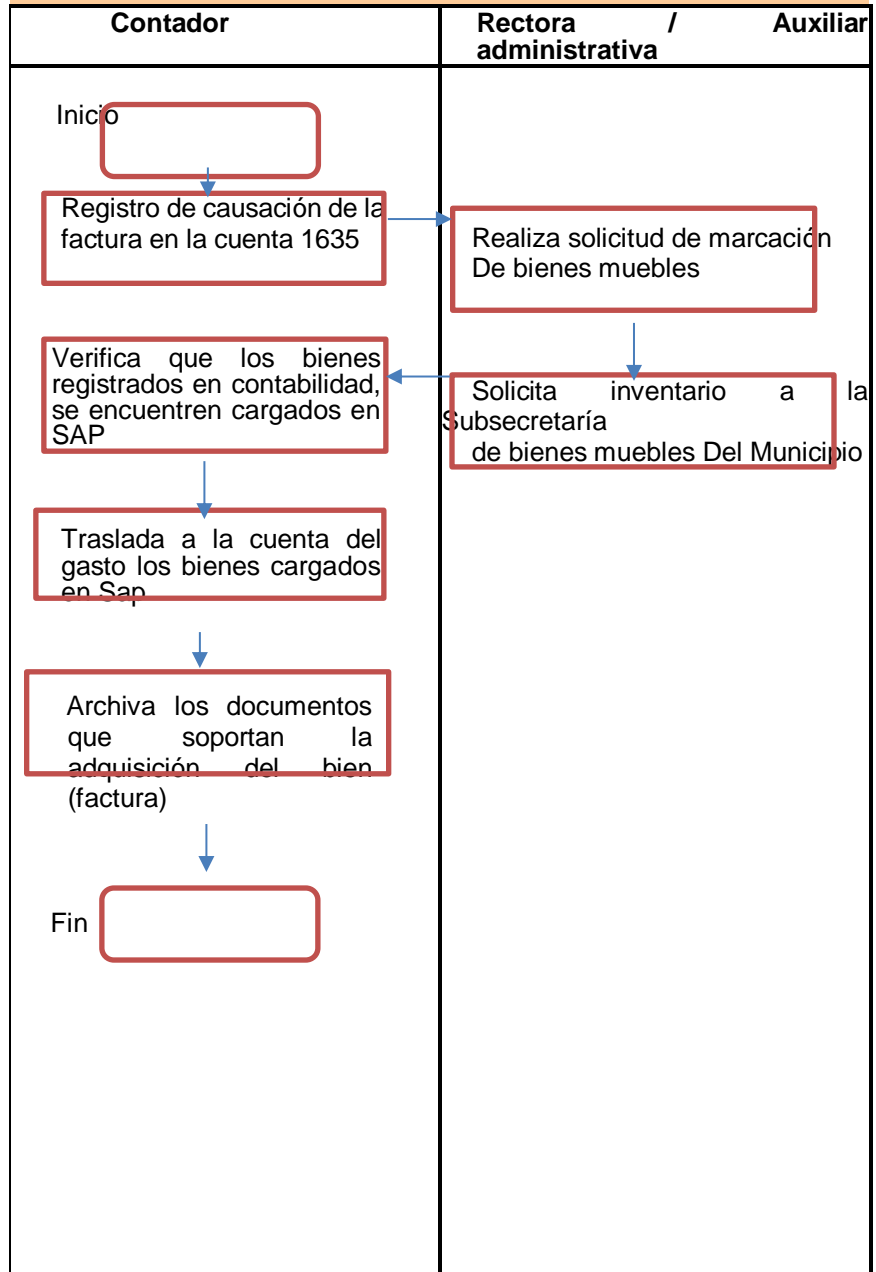 Contador
Rectora / Auxiliar
administrativa
Inicio
Registro de causación de la
factura en la cuenta 1635
Realiza solicitud de marcación
De bienes muebles
Verifica que los bienes
registrados en contabilidad,
se encuentren cargados en
SAP
Solicita inventario a la
Subsecretaría
de bienes muebles Del Municipio
Traslada a la cuenta del
gasto los bienes cargados
en Sap
Archiva los documentos
que soportan la
adquisición del bien
(factura)
Fin